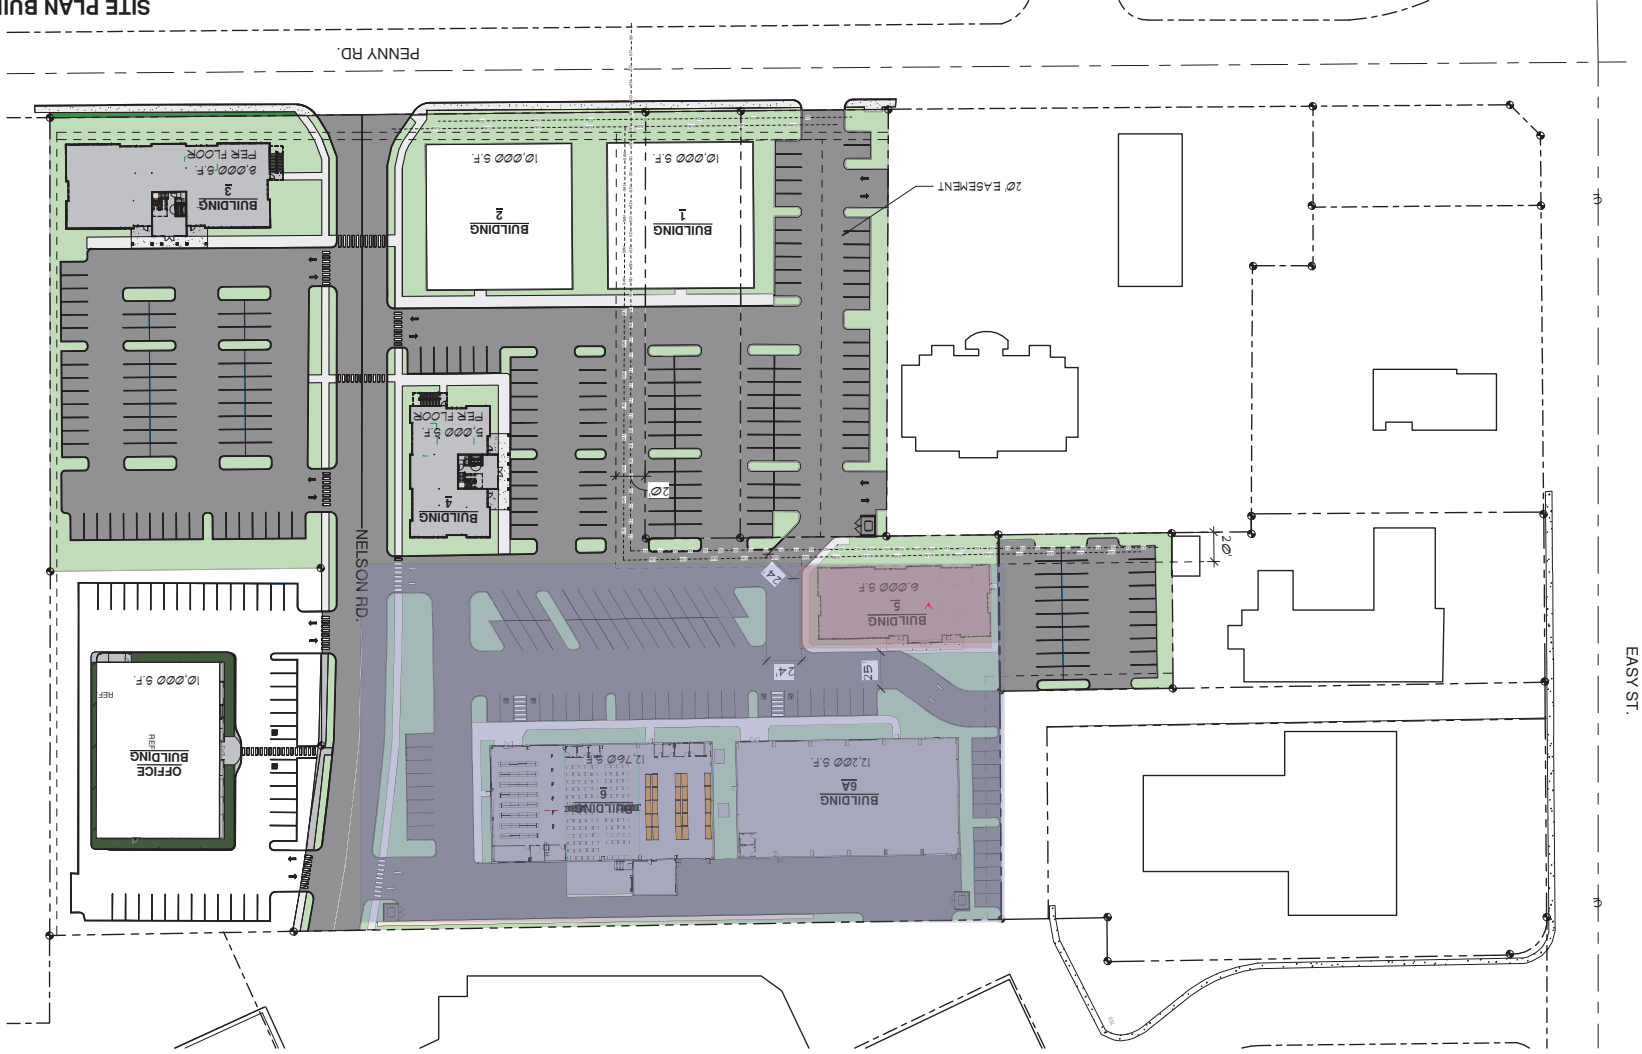 SITE PLAN BUI
PENNY RD.
10,000 S.F.
BUILDING
2
10,000 S.F.
BUILDING
1
8,000 S.F.
PER FLOOR
BUILDING
3
20' EASEMENT
5,000 S.F.
PER FLOOR
BUILDING
4
20'
20'
NELSON RD.
24'
6,000 S.F.
BUILDING
5
24'
25'
10,000 S.F.
OFFICE
BUILDING
REF.
REF.
12,760 S.F.
BUILDING
6
12,200 S.F.
BUILDING
6A
EASY ST.